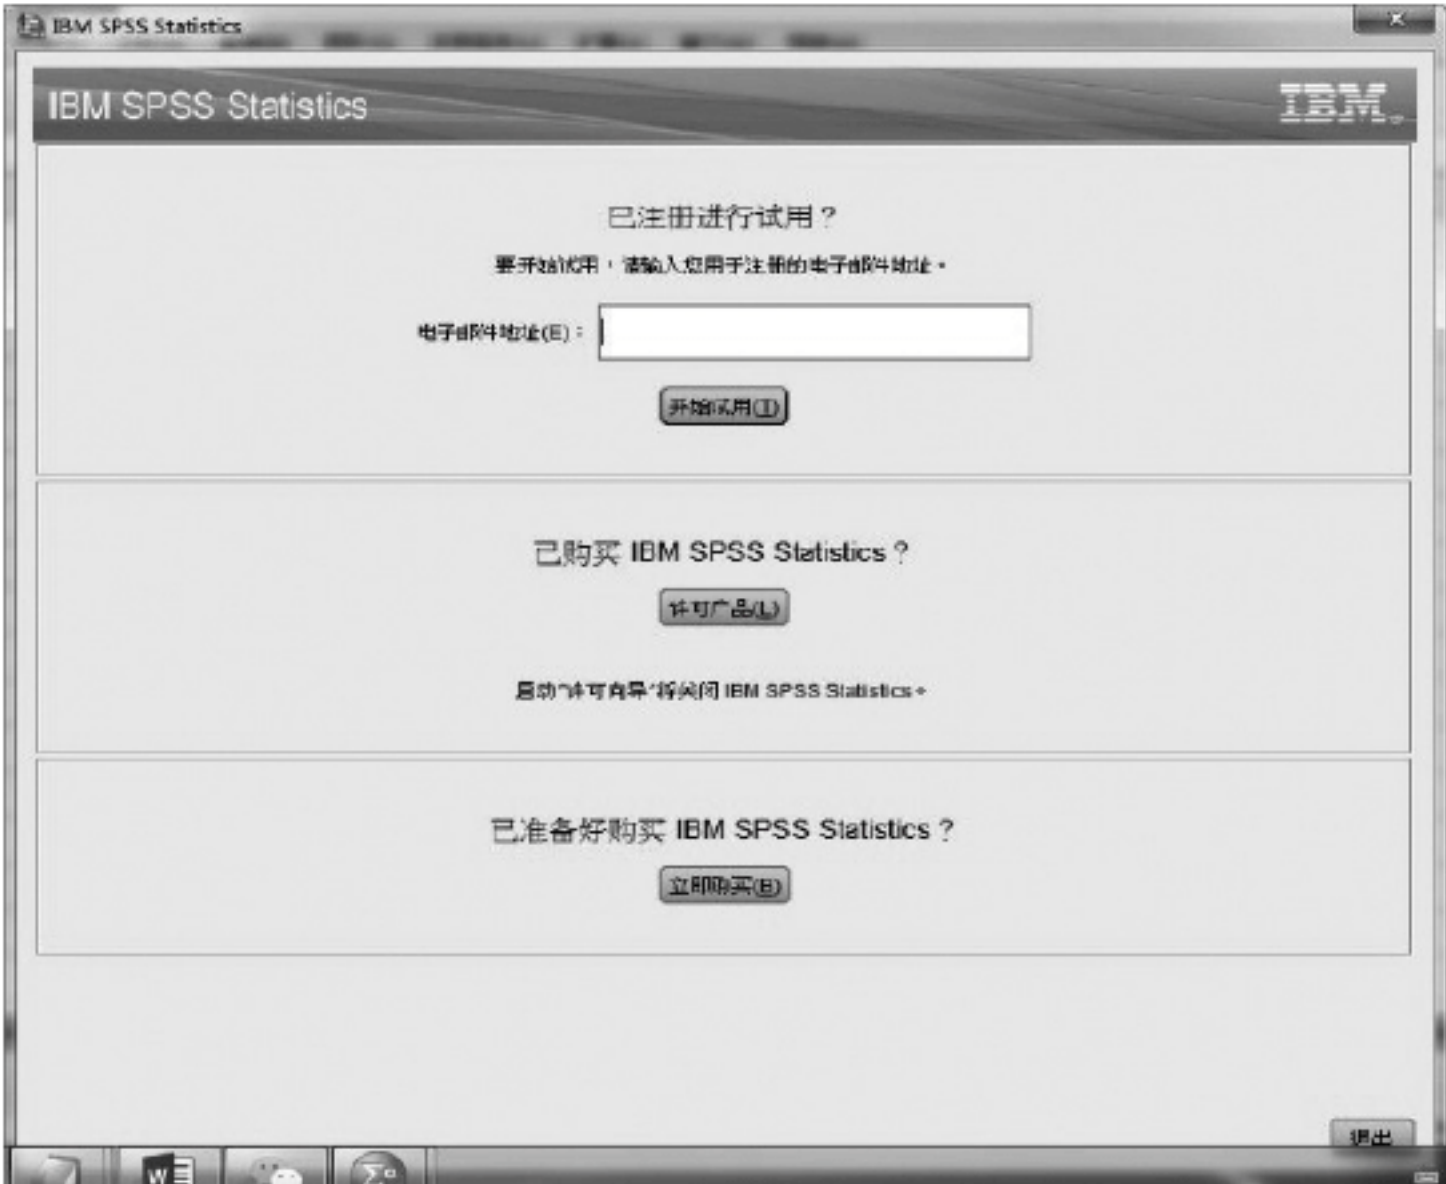 IBM SPSS Statistics
IBM SPSS Statistics
IBM
已注册进行试用？
要开始试用，请输入您用于注册的电子邮件地址。
电子邮件地址(E)：
开始试用(T)
已购买 IBM SPSS Statistics？
许可产品(L)
启动"许可向导"将关闭 IBM SPSS Statistics。
已准备好购买 IBM SPSS Statistics？
立即购买(B)
退出
W
Σ